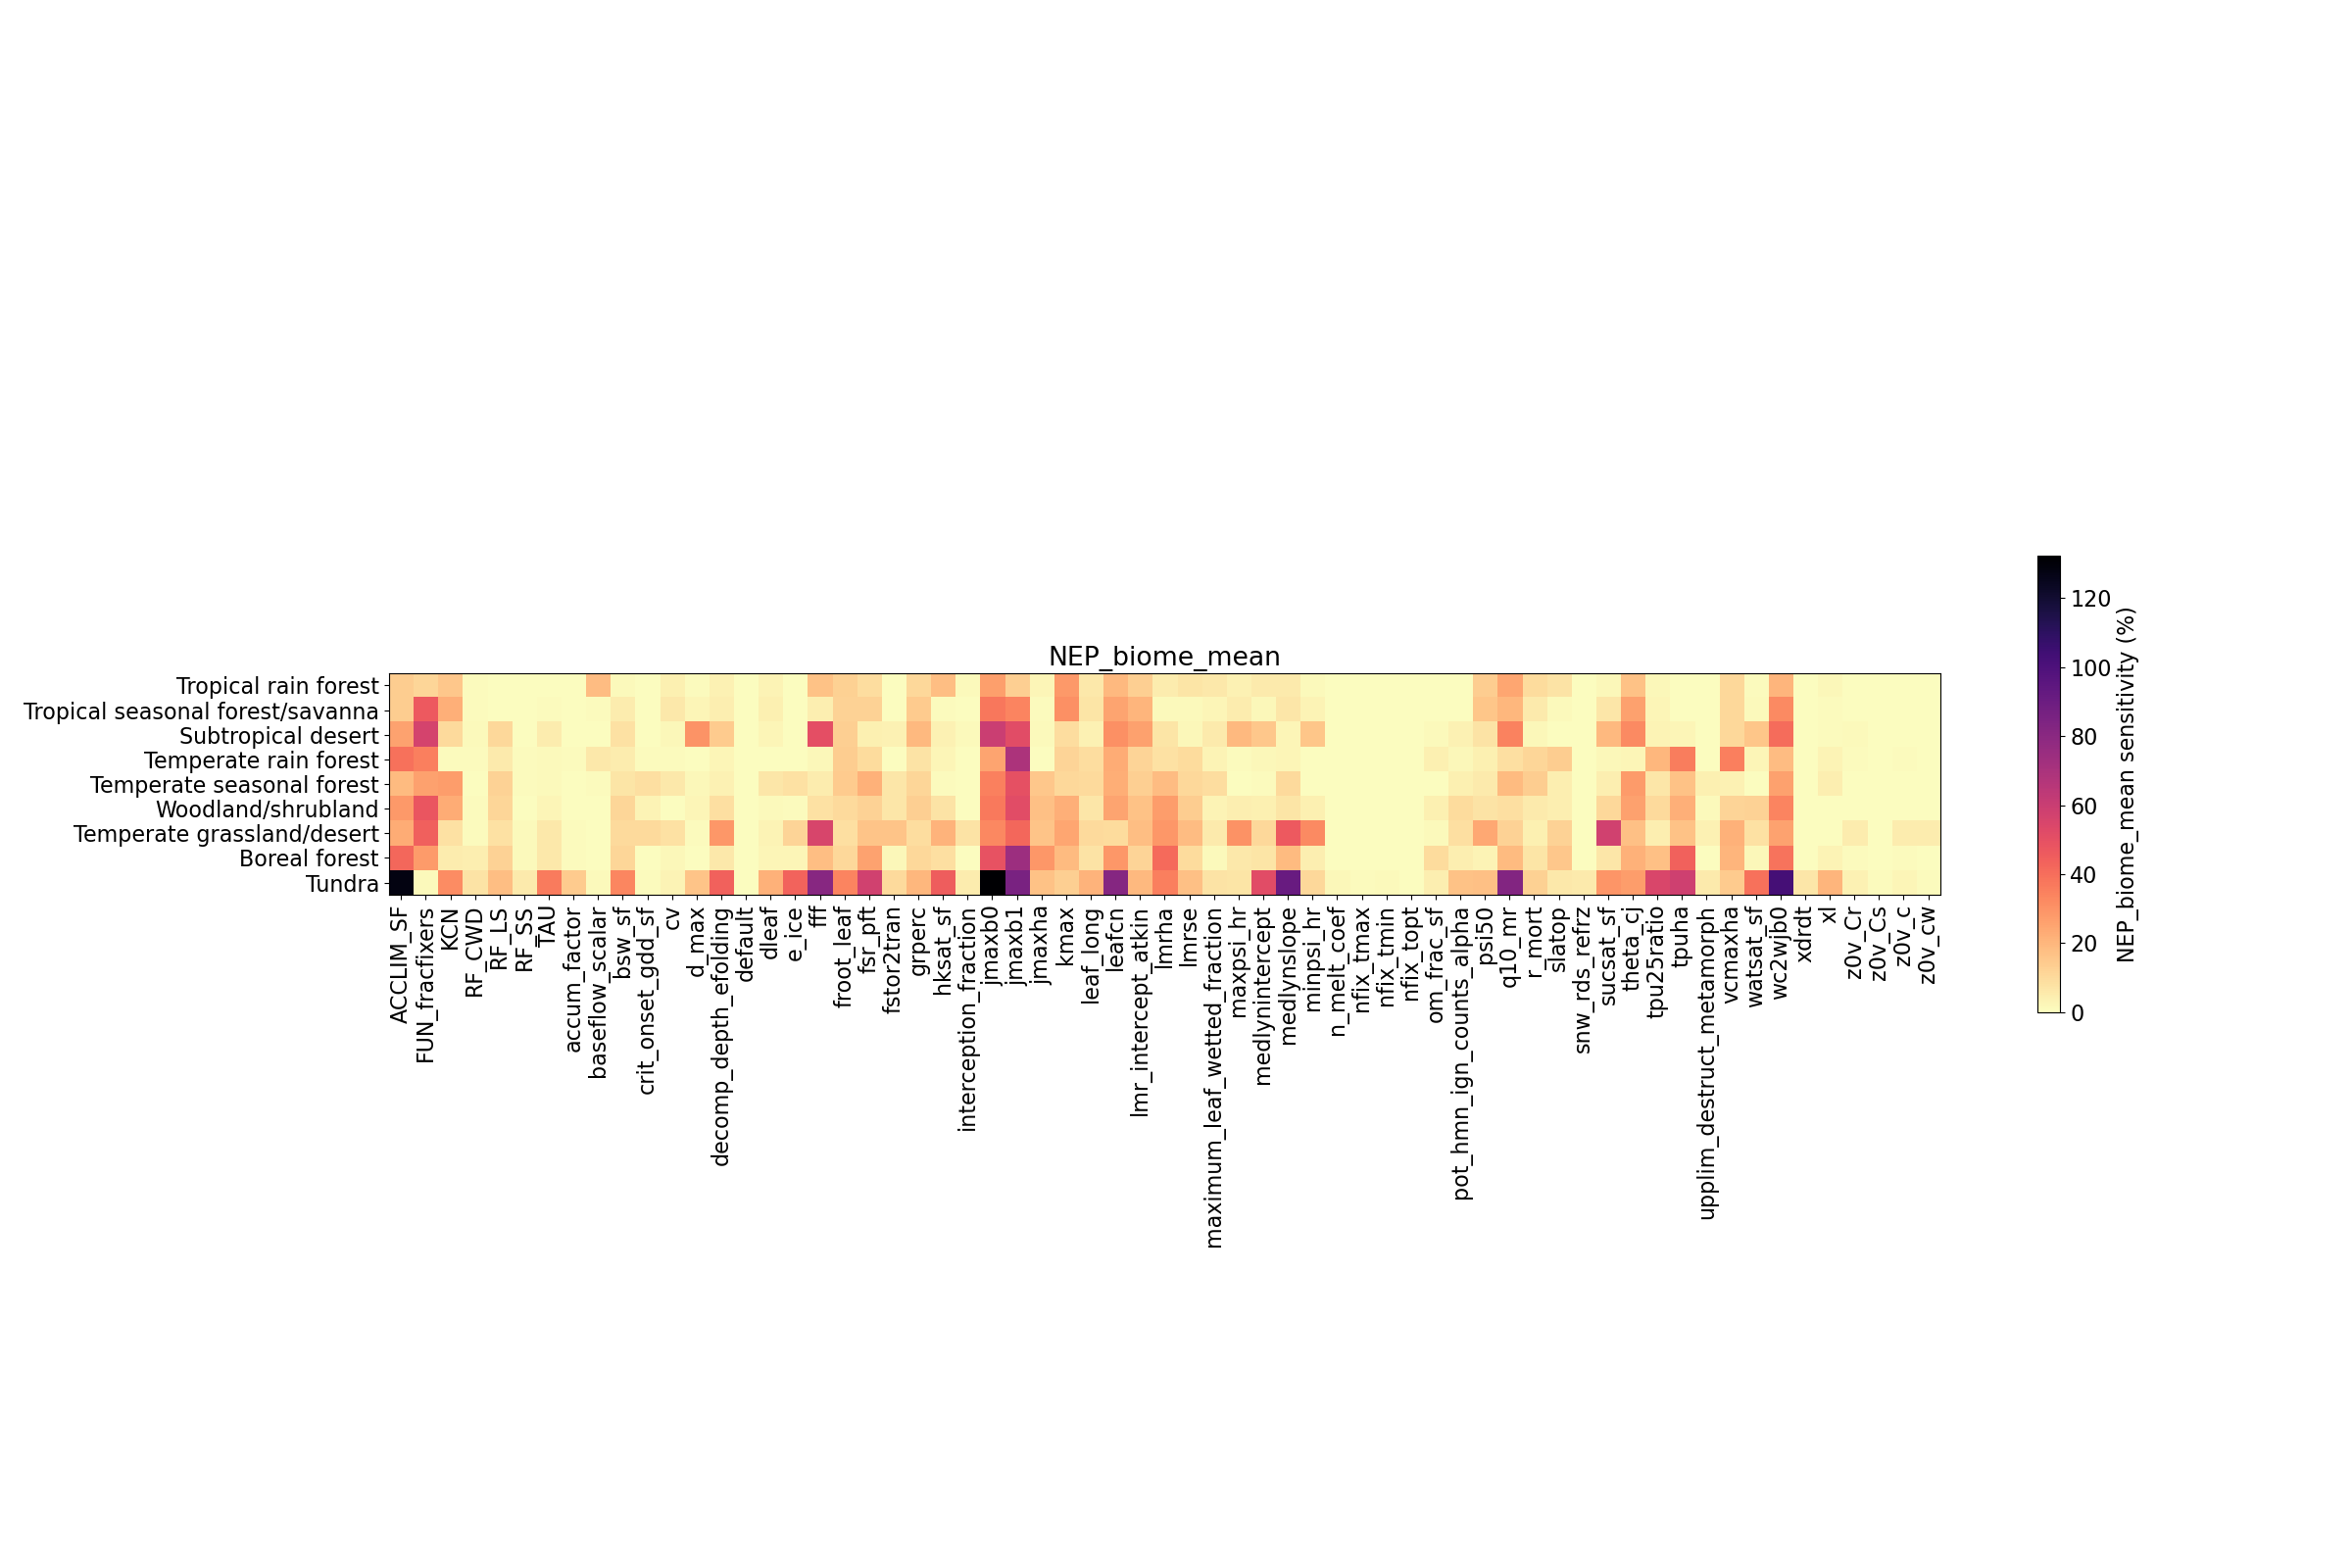 NEP_biome_mean
Tropical rain forest
Tropical seasonal forest/savanna
Subtropical desert
Temperate rain forest
Temperate seasonal forest
Woodland/shrubland
Temperate grassland/desert
Boreal forest
Tundra
ACCLIM_SF
FUN_fracfixers
KCN
RF_CWD
RF_LS
RF_SS
TAU
accum_factor
baseflow_scalar
bsw_sf
crit_onset_gdd_sf
cv
d_max
decomp_depth_efolding
default
dleaf
e_ice
fff
froot_leaf
fsr_pft
fstor2tran
grperc
hksat_sf
interception_fraction
jmaxb0
jmaxb1
jmaxha
kmax
leaf_long
leafcn
lmr_intercept_atkin
lmrha
lmrse
maximum_leaf_wetted_fraction
maxpsi_hr
medlynintercept
medlynslope
minpsi_hr
n_melt_coef
nfix_tmax
nfix_tmin
nfix_topt
om_frac_sf
pot_hmn_ign_counts_alpha
psi50
q10_mr
r_mort
slatop
snw_rds_refrz
sucsat_sf
theta_cj
tpu25ratio
tpuha
upplim_destruct_metamorph
vcmaxha
watsat_sf
wc2wjb0
xdrdt
xl
z0v_Cr
z0v_Cs
z0v_c
z0v_cw
120
100
80
60
40
20
0
NEP_biome_mean sensitivity (%)